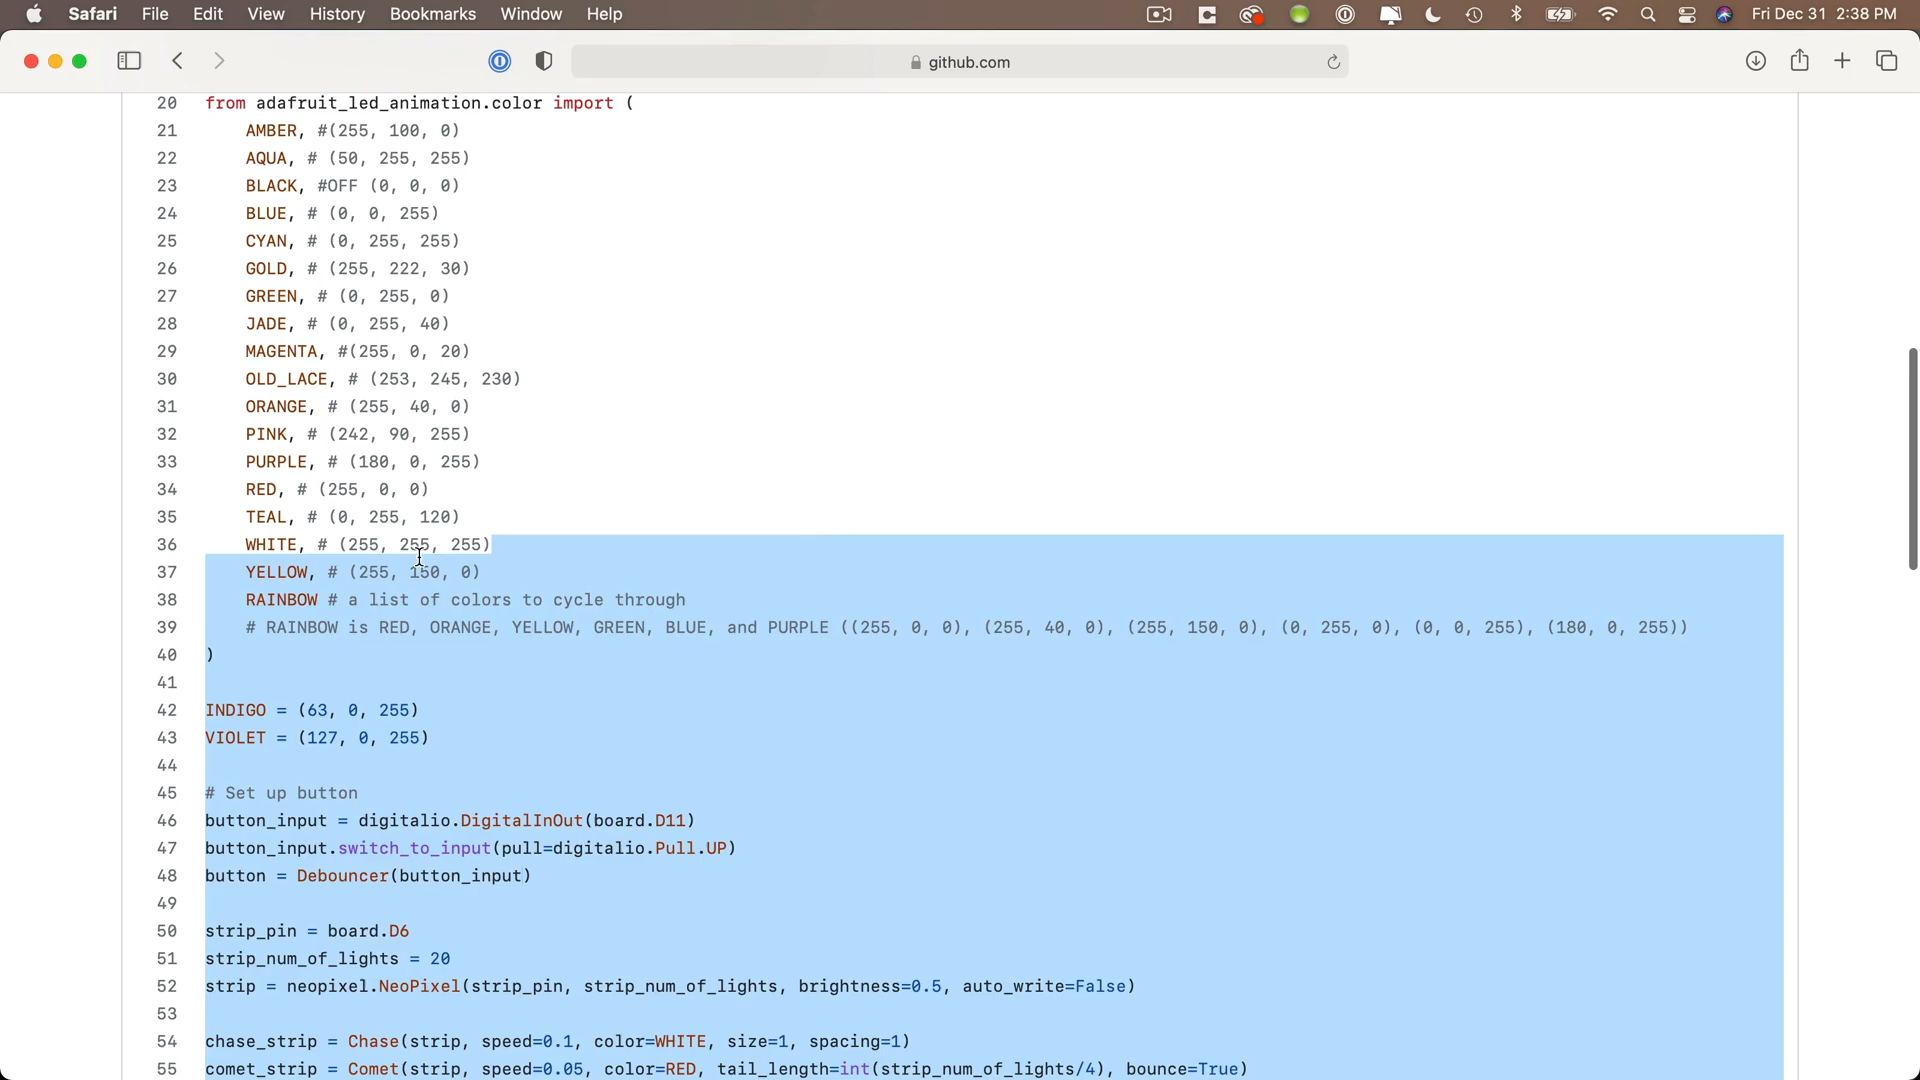 Safari File Edit View History Bookmarks Window Help Fri Dec 31 2:38 PM
github.com
20 from adafruit_led_animation.color import (
21 AMBER, #(255, 100, 0)
22 AQUA, # (50, 255, 255)
23 BLACK, #OFF (0, 0, 0)
24 BLUE, # (0, 0, 255)
25 CYAN, # (0, 255, 255)
26 GOLD, # (255, 222, 30)
27 GREEN, # (0, 255, 0)
28 JADE, # (0, 255, 40)
29 MAGENTA, #(255, 0, 20)
30 OLD_LACE, # (253, 245, 230)
31 ORANGE, # (255, 40, 0)
32 PINK, # (242, 90, 255)
33 PURPLE, # (180, 0, 255)
34 RED, # (255, 0, 0)
35 TEAL, # (0, 255, 120)
36 WHITE, # (255, 255, 255)
37 YELLOW, # (255, 150, 0)
38 RAINBOW # a list of colors to cycle through
39 # RAINBOW is RED, ORANGE, YELLOW, GREEN, BLUE, and PURPLE ((255, 0, 0), (255, 40, 0), (255, 150, 0), (0, 255, 0), (0, 0, 255), (180, 0, 255))
40 )
41
42 INDIGO = (63, 0, 255)
43 VIOLET = (127, 0, 255)
44
45 # Set up button
46 button_input = digitalio.DigitalInOut(board.D11)
47 button_input.switch_to_input(pull=digitalio.Pull.UP)
48 button = Debouncer(button_input)
49
50 strip_pin = board.D6
51 strip_num_of_lights = 20
52 strip = neopixel.NeoPixel(strip_pin, strip_num_of_lights, brightness=0.5, auto_write=False)
53
54 chase_strip = Chase(strip, speed=0.1, color=WHITE, size=1, spacing=1)
55 comet_strip = Comet(strip, speed=0.05, color=RED, tail_length=int(strip_num_of_lights/4), bounce=True)